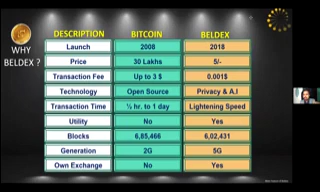 WHY
BELDEX ?
DESCRIPTION BITCOIN BELDEX
Launch 2008 2018
Price 30 Lakhs 5/-
Transaction Fee Up to 3 $ 0.001$
Technology Open Source Privacy & A.I
Transaction Time ½ hr. to 1 day Lightening Speed
Utility No Yes
Blocks 6,85,466 6,02,431
Generation 2G 5G
Own Exchange No Yes